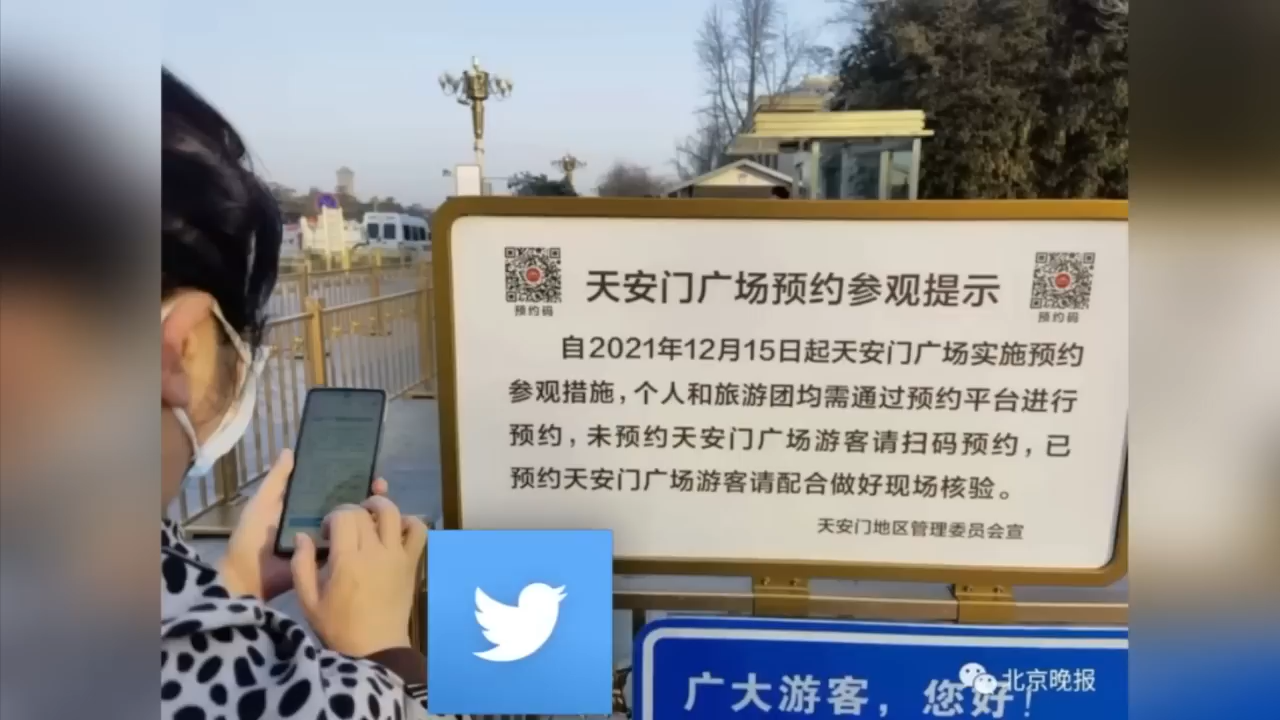 天安门广场预约参观提示
预约码
预约码
自2021年12月15日起天安门广场实施预约
参观措施，个人和旅游团均需通过预约平台进行
预约，未预约天安门广场游客请扫码预约，已
预约天安门广场游客请配合做好现场核验。
天安门地区管理委员会宣
广大游客，您好！
北京晚报